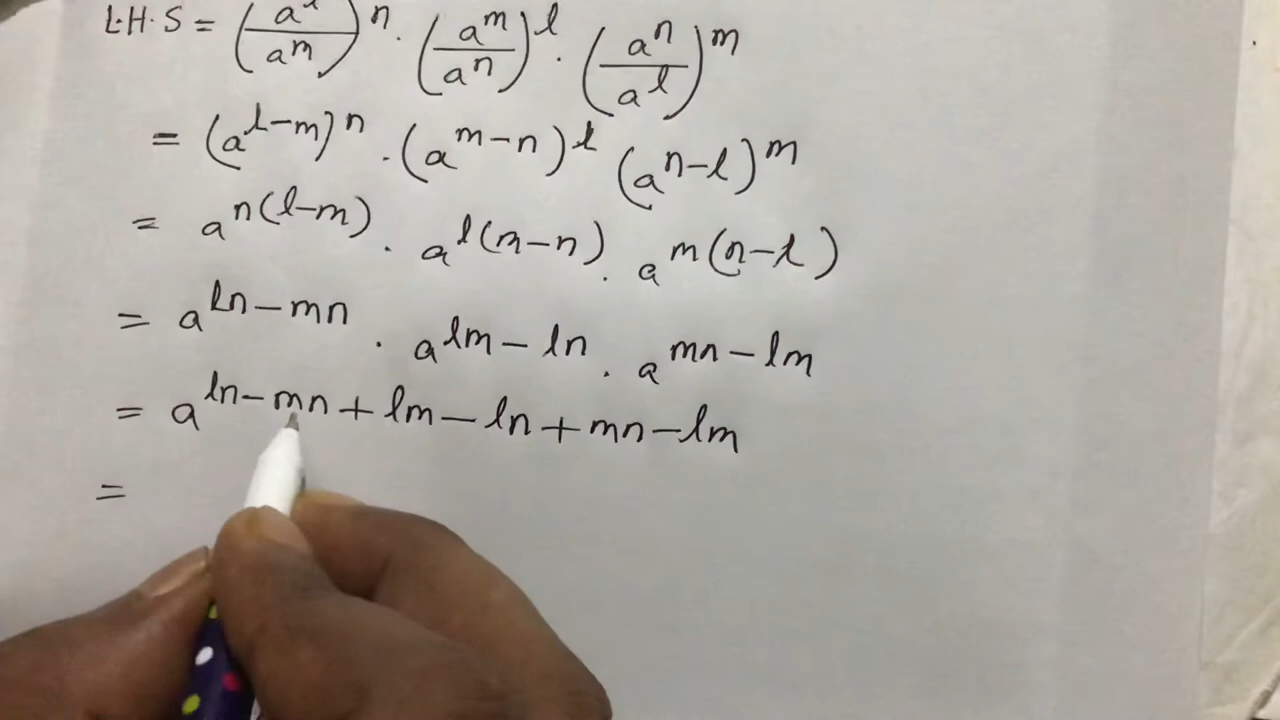 L.H.S = (a^l/a^m)^n . (a^m/a^n)^l . (a^n/a^l)^m
= (a^{l-m})^n . (a^{m-n})^l (a^{n-l})^m
= a^{n(l-m)} . a^{l(m-n)} . a^{m(n-l)}
= a^{ln-mn} . a^{lm-ln} . a^{mn-lm}
= a^{ln-mn+lm-ln+mn-lm}
=